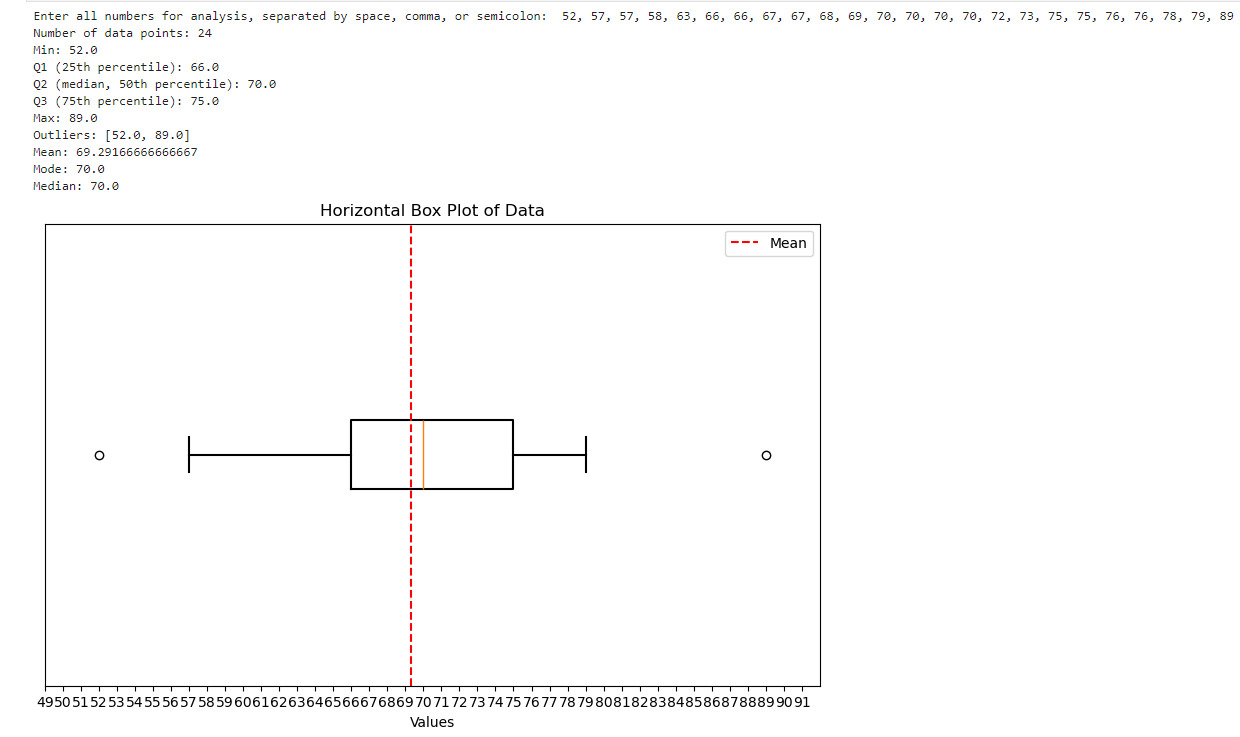 Enter all numbers for analysis, separated by space, comma, or semicolon:  52, 57, 57, 58, 63, 66, 66, 67, 67, 68, 69, 70, 70, 70, 70, 72, 73, 75, 75, 76, 76, 78, 79, 89
Number of data points: 24
Min: 52.0
Q1 (25th percentile): 66.0
Q2 (median, 50th percentile): 70.0
Q3 (75th percentile): 75.0
Max: 89.0
Outliers: [52.0, 89.0]
Mean: 69.29166666666667
Mode: 70.0
Median: 70.0
Horizontal Box Plot of Data
Mean
49 50 51 52 53 54 55 56 57 58 59 60 61 62 63 64 65 66 67 68 69 70 71 72 73 74 75 76 77 78 79 80 81 82 83 84 85 86 87 88 89 90 91
Values